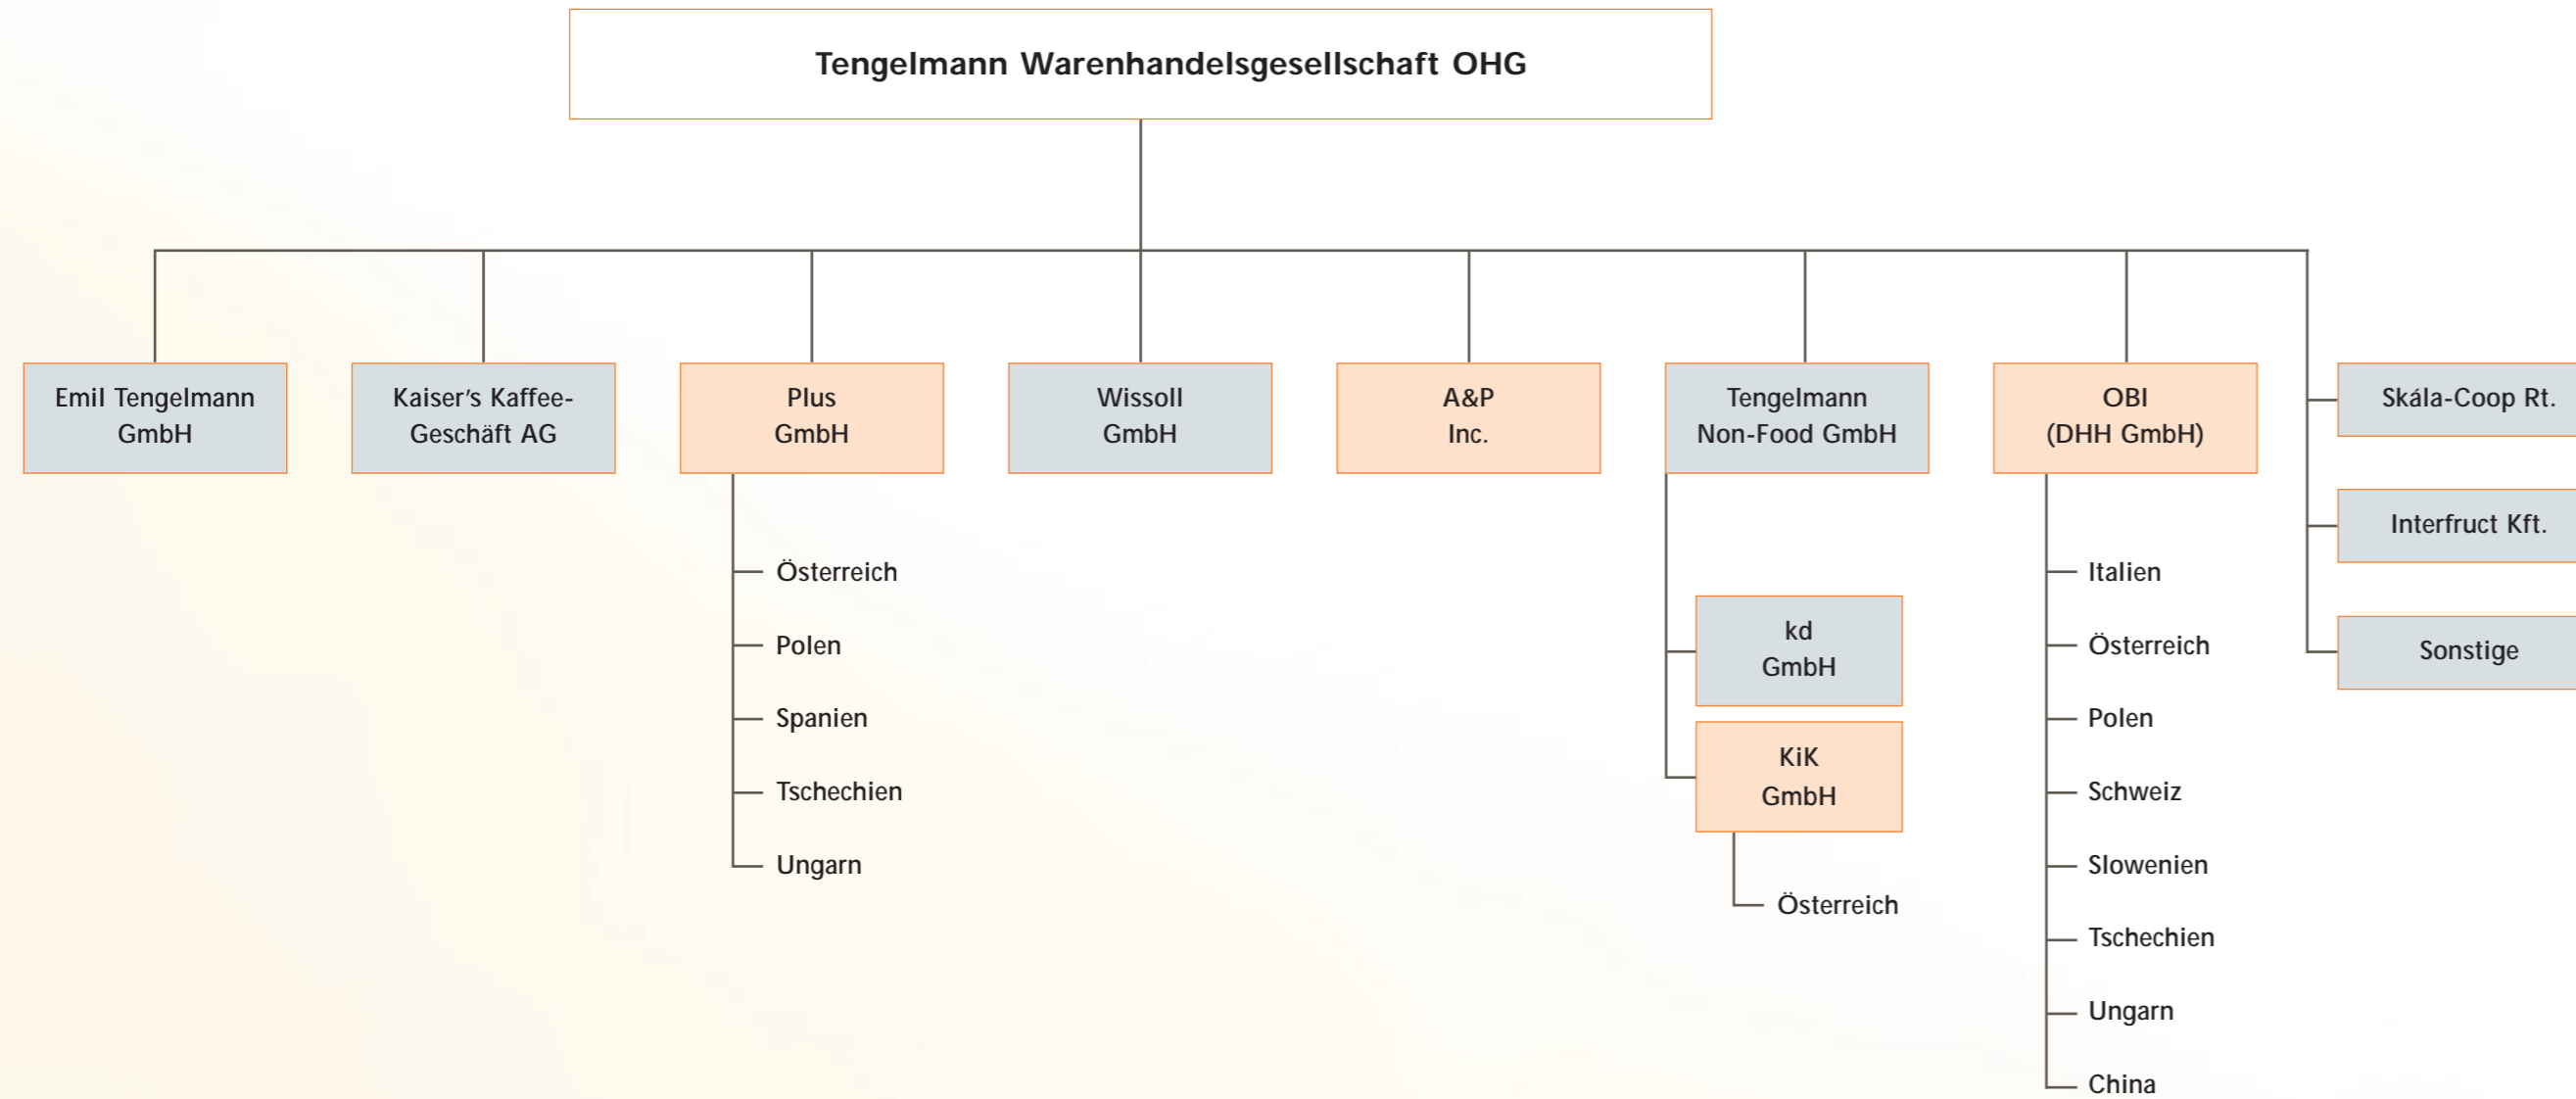 Tengelmann Warenhandelsgesellschaft OHG
Emil Tengelmann
GmbH
Kaiser's Kaffee-
Geschäft AG
Plus
GmbH
Österreich
Polen
Spanien
Tschechien
Ungarn
Wissoll
GmbH
A&P
Inc.
Tengelmann
Non-Food GmbH
kd
GmbH
KiK
GmbH
Österreich
OBI
(DHH GmbH)
Italien
Österreich
Polen
Schweiz
Slowenien
Tschechien
Ungarn
China
Skála-Coop Rt.
Interfruct Kft.
Sonstige